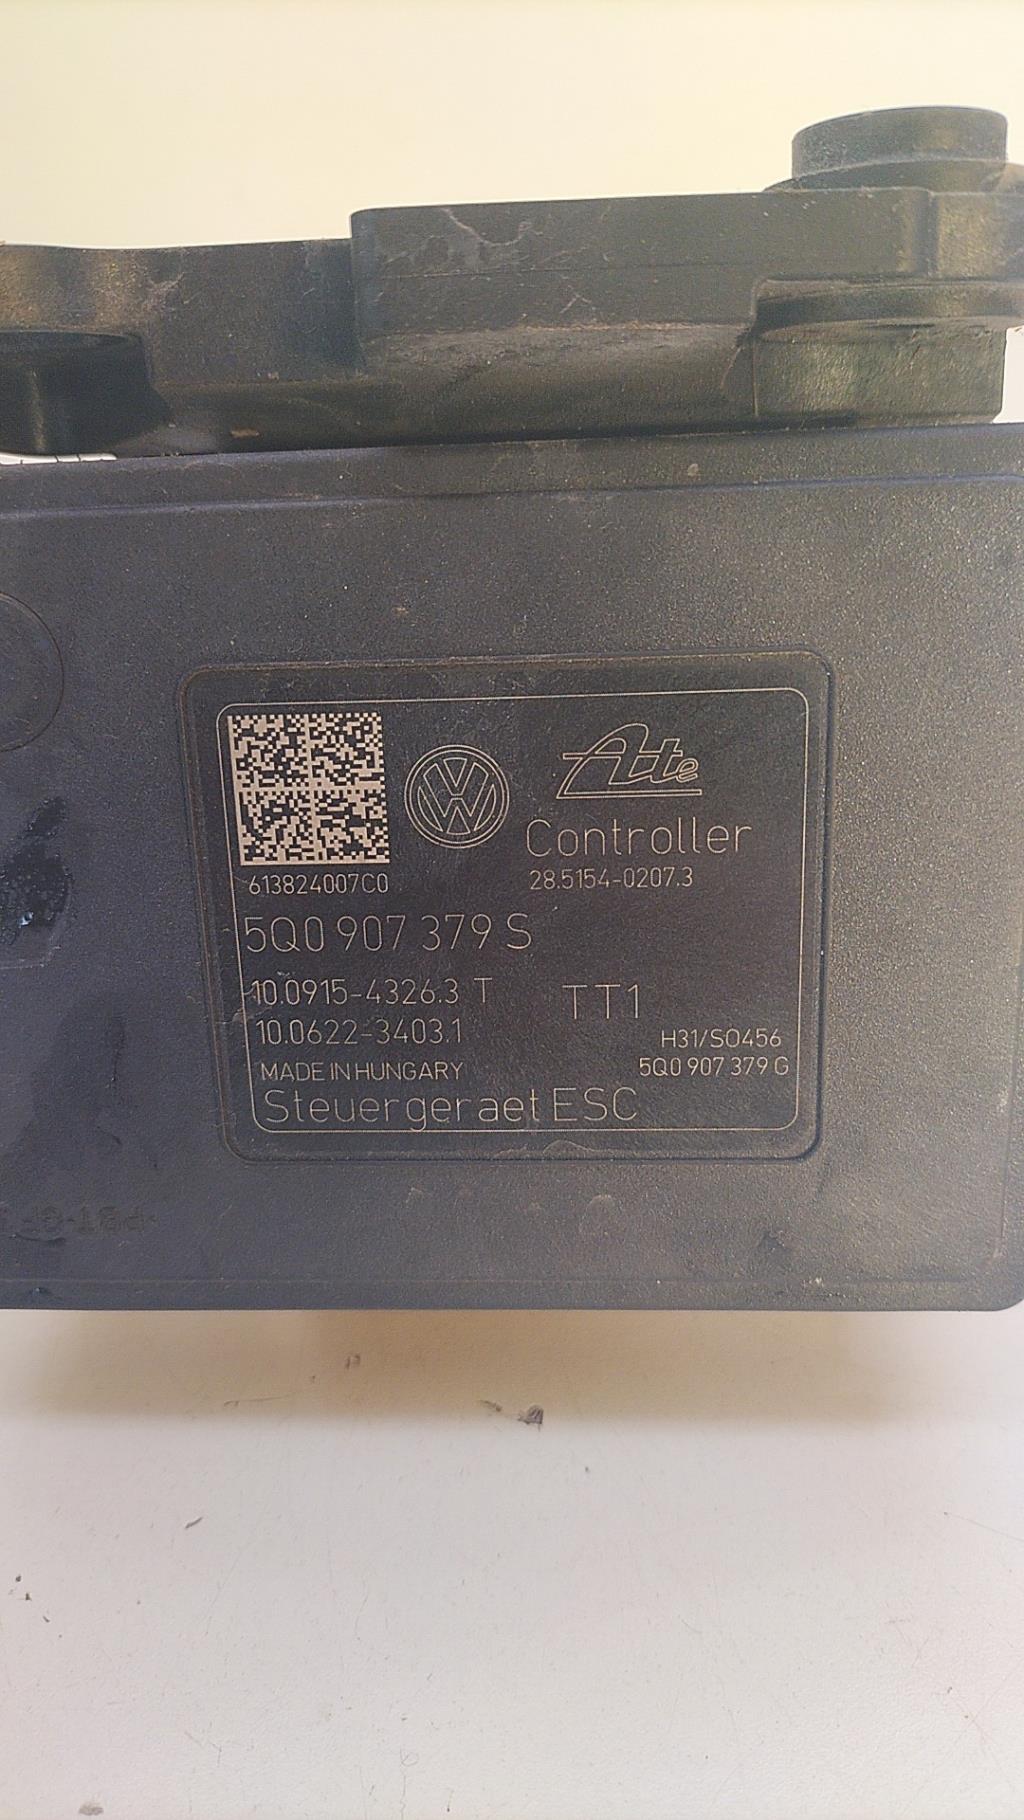 Ate
Controller
613824007C0
28.5154-0207.3
5Q0 907 379 S
10.0915-4326.3 T
TT1
10.0622-3403.1
H31/SO456
MADE IN HUNGARY
5Q0 907 379 G
Steuergeraet ESC